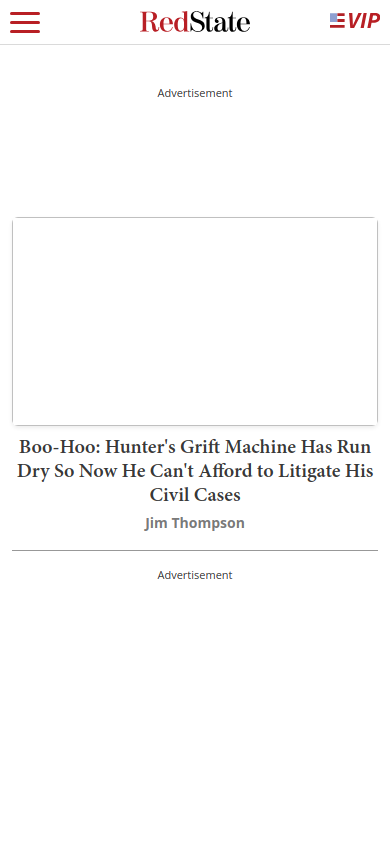 RedState
VIP
Advertisement
Boo-Hoo: Hunter's Grift Machine Has Run
Dry So Now He Can't Afford to Litigate His
Civil Cases
Jim Thompson
Advertisement